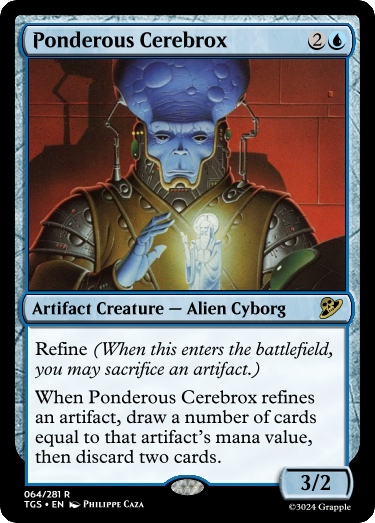 Ponderous Cerebrox 2
Artifact Creature — Alien Cyborg
Refine (When this enters the battlefield,
you may sacrifice an artifact.)
When Ponderous Cerebrox refines
an artifact, draw a number of cards
equal to that artifact's mana value,
then discard two cards.
3/2
064/281 R
TGS • EN Philippe Caza
©3024 Grapple